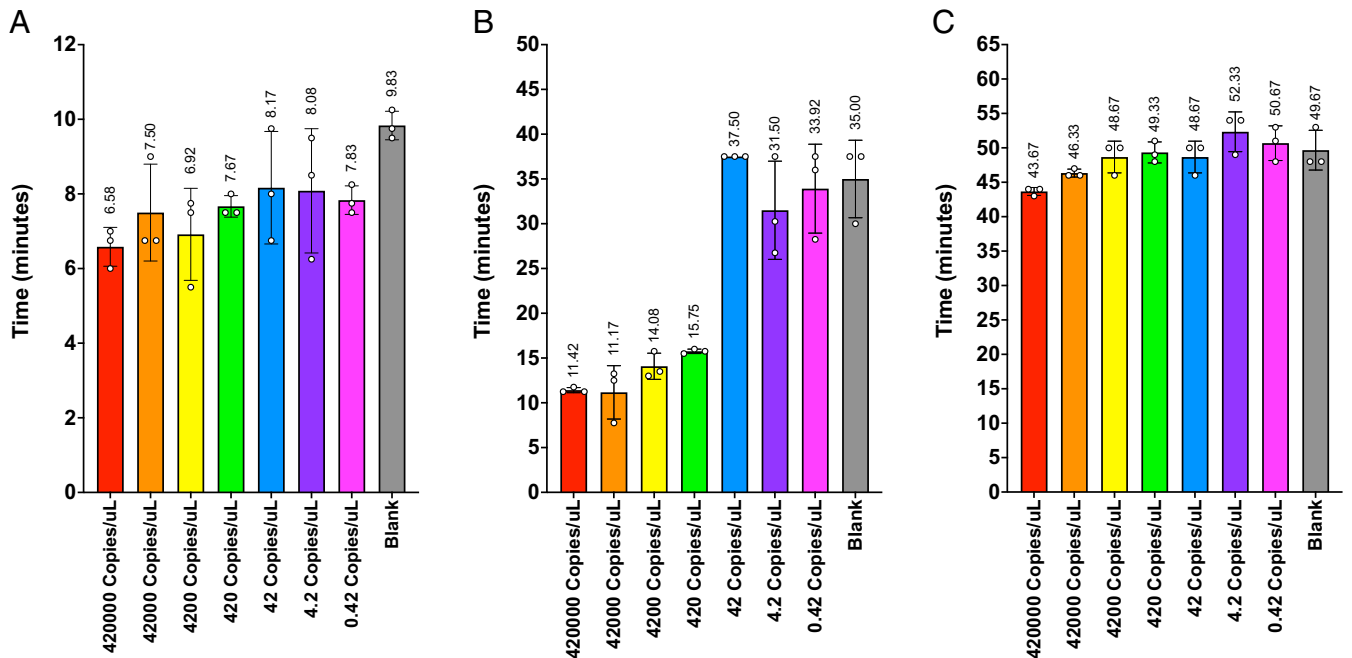 A
Time (minutes)
12
10
8
6
4
2
0
6.58
7.50
6.92
7.67
8.17
8.08
7.83
9.83
420000 Copies/uL
42000 Copies/uL
4200 Copies/uL
420 Copies/uL
42 Copies/uL
4.2 Copies/uL
0.42 Copies/uL
Blank
B
Time (minutes)
50
45
40
35
30
25
20
15
10
5
0
11.42
11.17
14.08
15.75
37.50
31.50
33.92
35.00
420000 Copies/uL
42000 Copies/uL
4200 Copies/uL
420 Copies/uL
42 Copies/uL
4.2 Copies/uL
0.42 Copies/uL
Blank
C
Time (minutes)
65
60
55
50
45
40
35
30
25
20
15
10
5
0
43.67
46.33
48.67
49.33
48.67
52.33
50.67
49.67
420000 Copies/uL
42000 Copies/uL
4200 Copies/uL
420 Copies/uL
42 Copies/uL
4.2 Copies/uL
0.42 Copies/uL
Blank